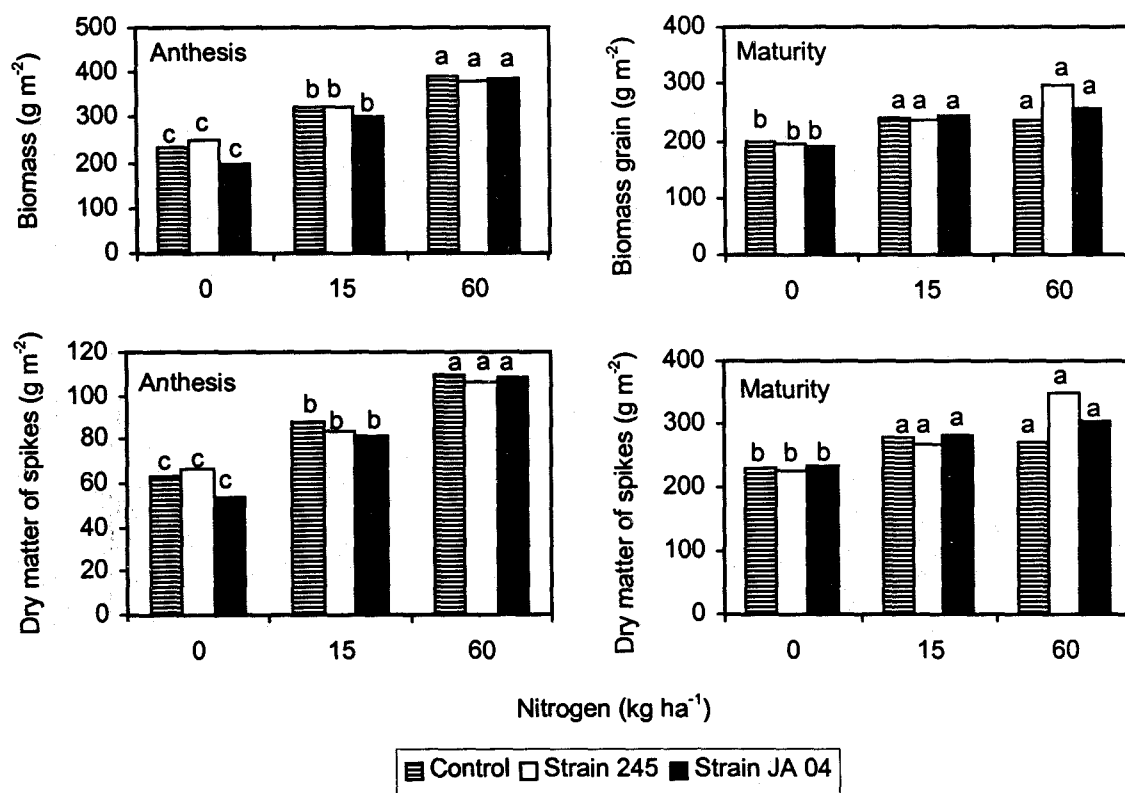 Biomass (g m⁻²)
500
400
300
200
100
0
Anthesis
c c c
b b b
a a a
0 15 60
Biomass grain (g m⁻²)
400
300
200
100
0
Maturity
b b b
a a a
a a a
0 15 60
Dry matter of spikes (g m⁻²)
120
100
80
60
40
20
0
Anthesis
c c c
b b b
a a a
0 15 60
Dry matter of spikes (g m⁻²)
400
300
200
100
0
Maturity
b b b
a a a
a a a
0 15 60
Nitrogen (kg ha⁻¹)
Control Strain 245 Strain JA 04